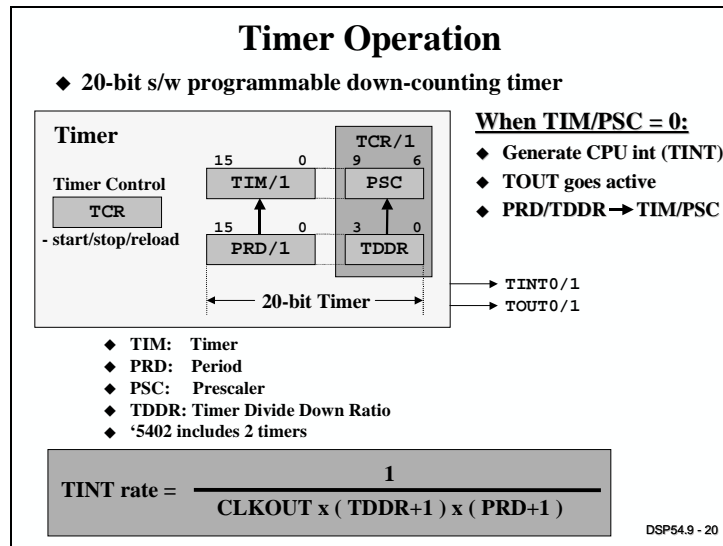 Timer Operation
◆ 20-bit s/w programmable down-counting timer
Timer
Timer Control
TCR
- start/stop/reload
TCR/1
15 0 9 6
TIM/1 PSC
15 0 3 0
PRD/1 TDDR
20-bit Timer
When TIM/PSC = 0:
◆ Generate CPU int (TINT)
◆ TOUT goes active
◆ PRD/TDDR → TIM/PSC
TINT0/1
TOUT0/1
◆ TIM: Timer
◆ PRD: Period
◆ PSC: Prescaler
◆ TDDR: Timer Divide Down Ratio
◆ ‘5402 includes 2 timers
TINT rate =
1
CLKOUT x ( TDDR+1 ) x ( PRD+1 )
DSP54.9 - 20